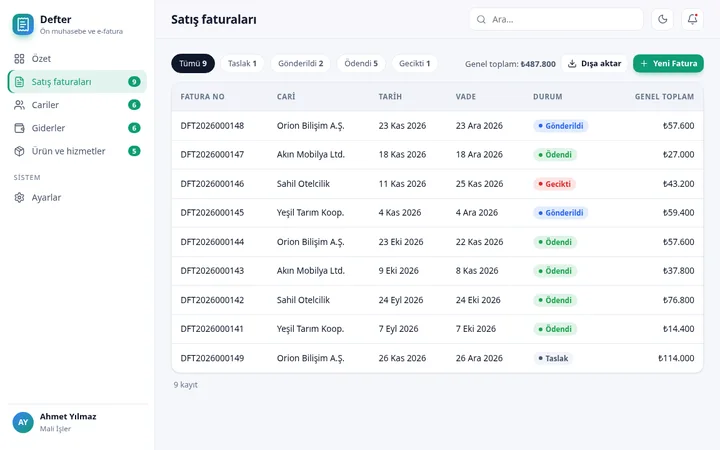 Defter
Ön muhasebe ve e-fatura
Özet
Satış faturaları 9
Cariler 6
Giderler 6
Ürün ve hizmetler 5
SİSTEM
Ayarlar
AY
Ahmet Yılmaz
Mali İşler
Satış faturaları
Ara…
Tümü 9
Taslak 1
Gönderildi 2
Ödendi 5
Gecikti 1
Genel toplam: ₺487.800
Dışa aktar
Yeni Fatura
FATURA NO CARİ TARİH VADE DURUM GENEL TOPLAM
DFT2026000148 Orion Bilişim A.Ş. 23 Kas 2026 23 Ara 2026 Gönderildi ₺57.600
DFT2026000147 Akın Mobilya Ltd. 18 Kas 2026 18 Ara 2026 Ödendi ₺27.000
DFT2026000146 Sahil Otelcilik 11 Kas 2026 25 Kas 2026 Gecikti ₺43.200
DFT2026000145 Yeşil Tarım Koop. 4 Kas 2026 4 Ara 2026 Gönderildi ₺59.400
DFT2026000144 Orion Bilişim A.Ş. 23 Eki 2026 22 Kas 2026 Ödendi ₺57.600
DFT2026000143 Akın Mobilya Ltd. 9 Eki 2026 8 Kas 2026 Ödendi ₺37.800
DFT2026000142 Sahil Otelcilik 24 Eyl 2026 24 Eki 2026 Ödendi ₺76.800
DFT2026000141 Yeşil Tarım Koop. 7 Eyl 2026 7 Eki 2026 Ödendi ₺14.400
DFT2026000149 Orion Bilişim A.Ş. 26 Kas 2026 26 Ara 2026 Taslak ₺114.000
9 kayıt